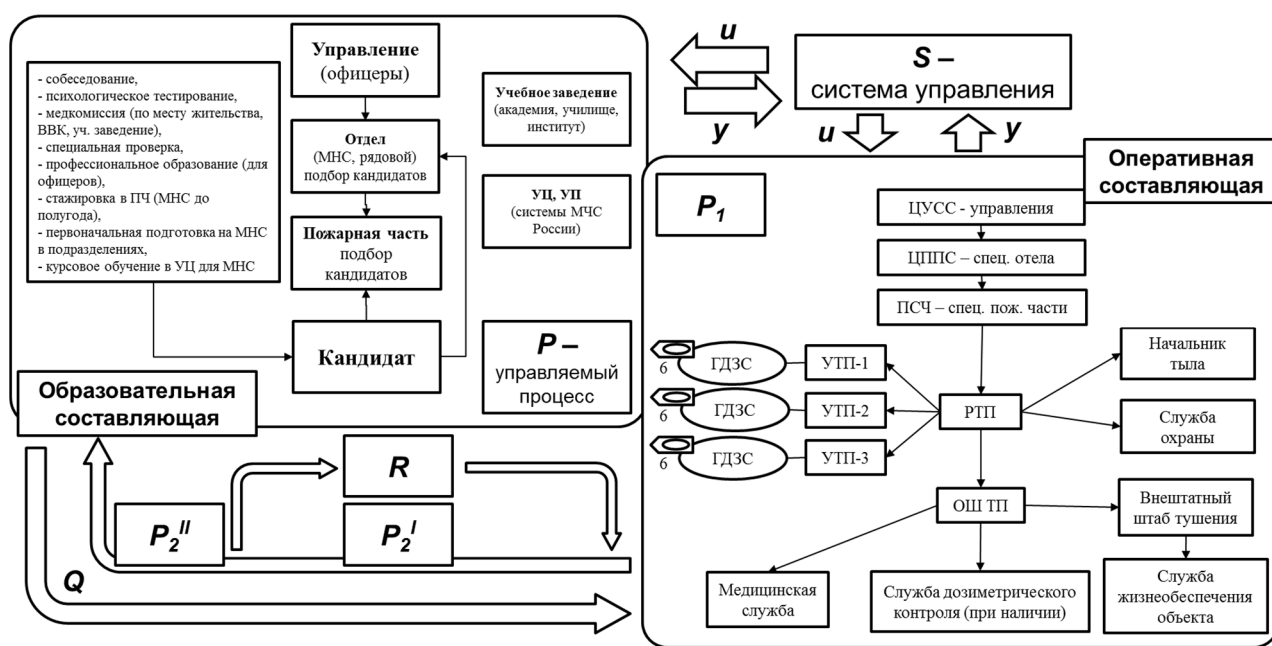 Управление
(офицеры)
- собеседование,
- психологическое тестирование,
- медкомиссия (по месту жительства,
ВВК, уч. заведение),
- специальная проверка,
- профессиональное образование (для
офицеров),
- стажировка в ПЧ (МНС до
полугода),
- первоначальная подготовка на МНС
в подразделениях,
- курсовое обучение в УЦ для МНС
Отдел
(МНС, рядовой)
подбор кандидатов
Пожарная часть
подбор
кандидатов
Кандидат
Учебное заведение
(академия, училище,
институт)
УЦ, УП
(системы МЧС
России)
P –
управляемый
процесс
Образовательная
составляющая
u
y
S –
система управления
u
y
Оперативная
составляющая
P1
ЦУСС - управления
ЦППС – спец. отела
ПСЧ – спец. пож. части
6
ГДЗС
УТП-1
6
ГДЗС
УТП-2
6
ГДЗС
УТП-3
РТП
Начальник
тыла
Служба
охраны
ОШ ТП
Внештатный
штаб тушения
Медицинская
служба
Служба дозиметрического
контроля (при наличии)
Служба
жизнеобеспечения
объекта
R
P2II
P2I
Q